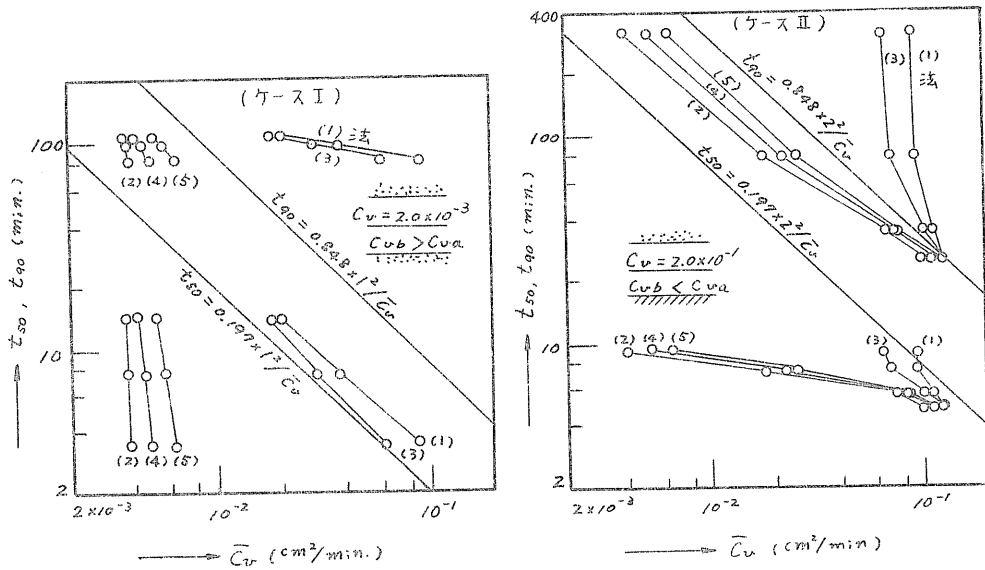 (ケースⅠ)
100
10
2
t₅₀, t₉₀ (min.)
(1) 法
(3)
(2) (4) (5)
Cv = 2.0×10⁻³
Cvb > Cva
t₉₀ = 0.848×1²/C̄v
t₅₀ = 0.197×1²/C̄v
(1)
(3)
(2) (4) (5)
2×10⁻³
10⁻²
10⁻¹
C̄v (cm²/min.)
(ケースⅡ)
400
100
10
2
t₅₀, t₉₀ (min.)
(5)
(4)
(2)
t₉₀ = 0.848×2²/C̄v
(3)
(1)
法
t₅₀ = 0.197×2²/C̄v
Cv = 2.0×10⁻¹
Cvb < Cva
(2) (4) (5)
(3)
(1)
2×10⁻³
10⁻²
10⁻¹
C̄v (cm²/min)